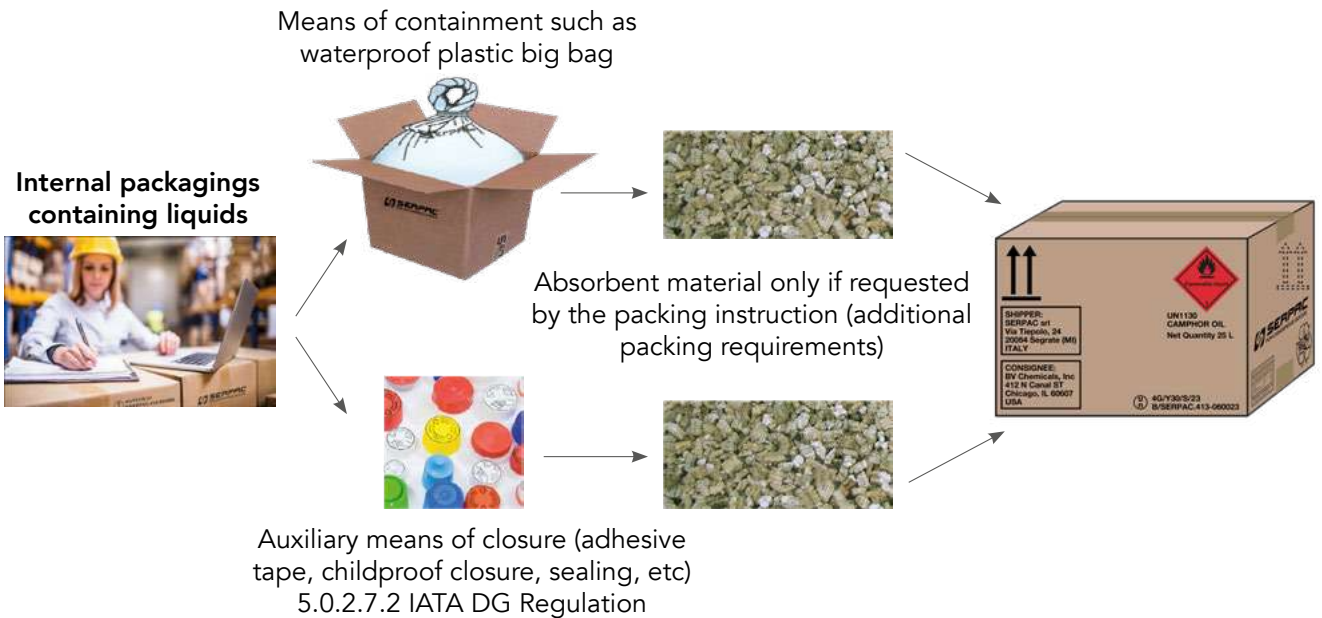 Means of containment such as
waterproof plastic big bag
SERPAC
Internal packagings
containing liquids
SERPAC
Absorbent material only if requested
by the packing instruction (additional
packing requirements)
SHIPPER:
SERPAC srl
Via Tiepolo, 24
20084 Segrate (MI)
ITALY
CONSIGNEE:
BV Chemicals, Inc
412 N Canal ST
Chicago, IL 60607
USA
UN1130
CAMPHOR OIL
Net Quantity 25 L
4G/Y30/S/23
B/SERPAC.413-060023
SERPAC
Auxiliary means of closure (adhesive
tape, childproof closure, sealing, etc)
5.0.2.7.2 IATA DG Regulation